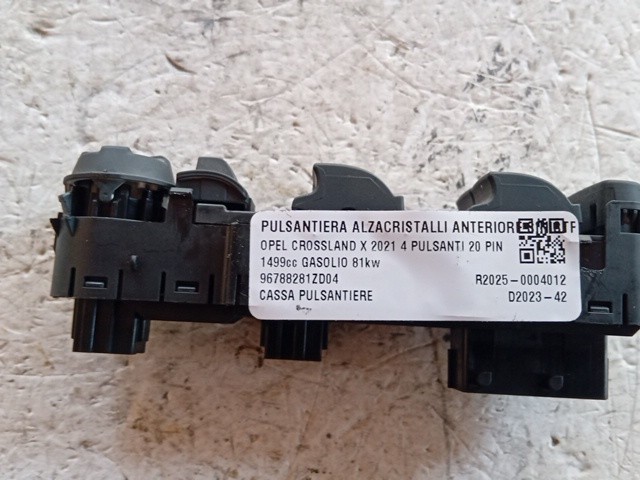 PULSANTIERA ALZACRISTALLI ANTERIOR
OPEL CROSSLAND X 2021 4 PULSANTI 20 PIN
1499cc GASOLIO 81kw
96788281ZD04 R2025-0004012
CASSA PULSANTIERE D2023-42